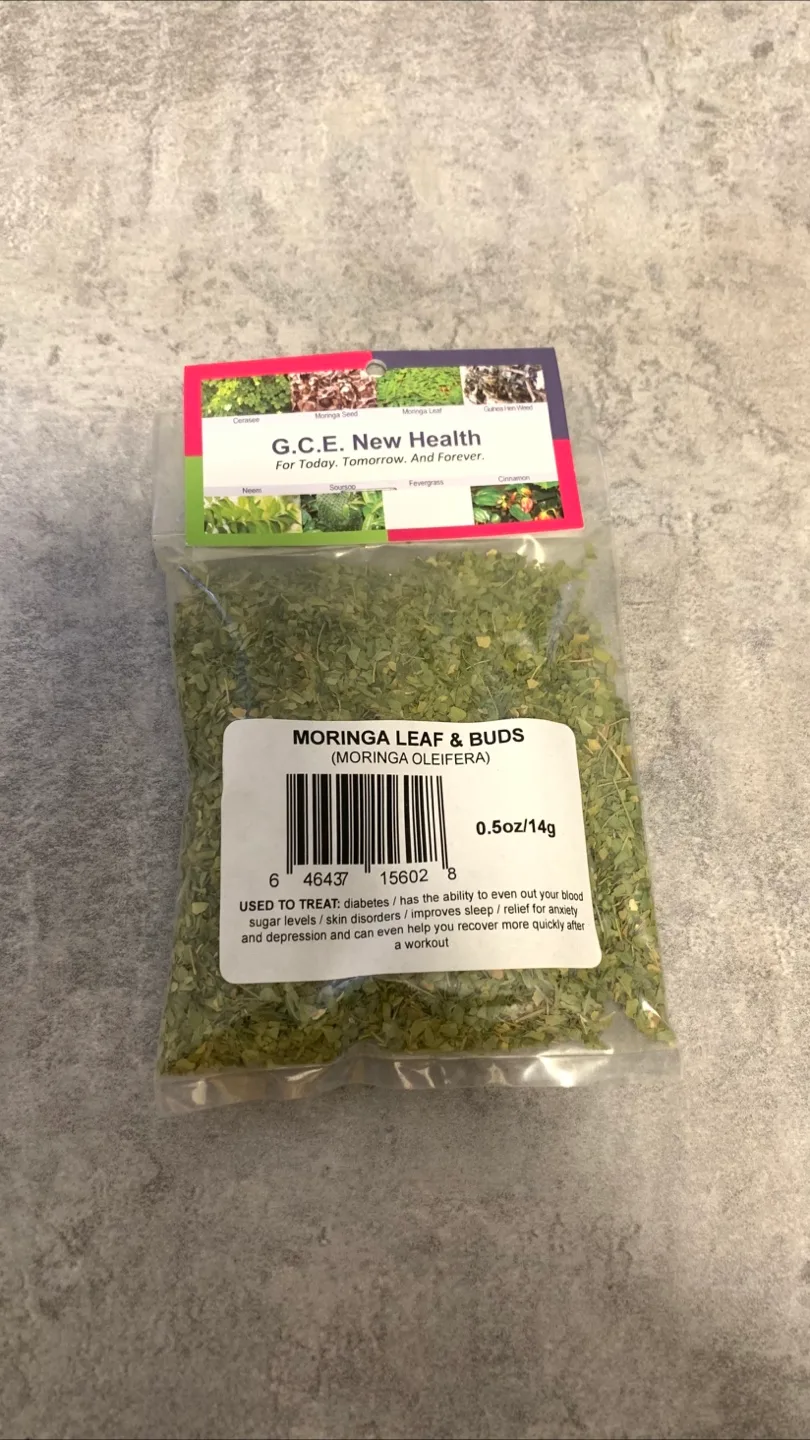 Cerasee Moringa Seed Moringa Leaf Guinea Hen Weed
G.C.E. New Health
For Today. Tomorrow. And Forever.
Neem Soursop Fevergrass Cinnamon
MORINGA LEAF & BUDS
(MORINGA OLEIFERA)
0.5oz/14g
6 46437 15602 8
USED TO TREAT: diabetes / has the ability to even out your blood
sugar levels / skin disorders / improves sleep / relief for anxiety
and depression and can even help you recover more quickly after
a workout